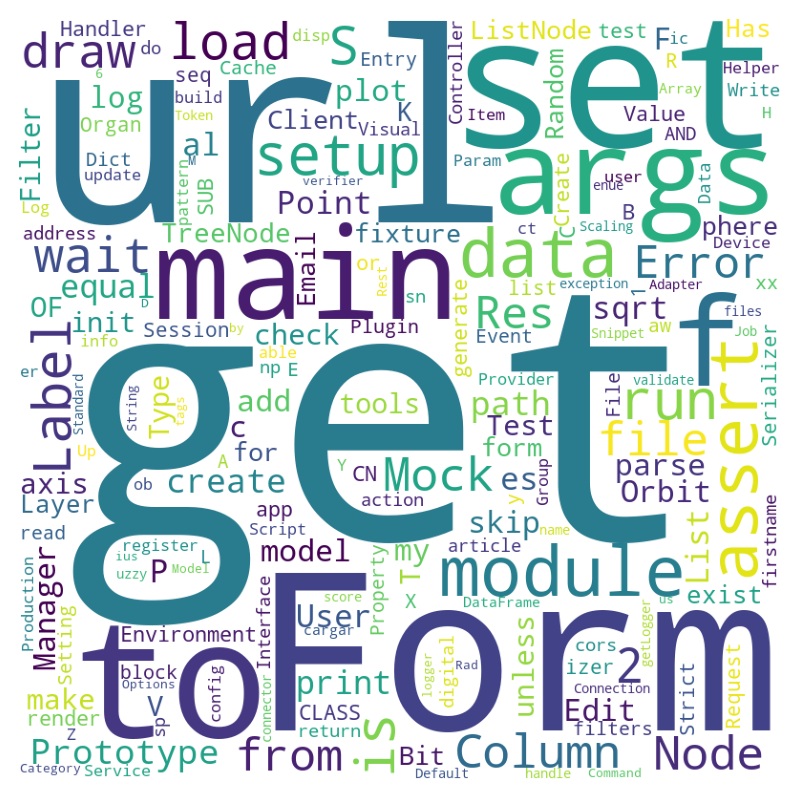 get
url
set
Form
to
main
args
f
data
module
assert
setup
load
draw
S
log
Handler
do
disp
6
seq
build
Cache
Token
Entry
plot
K
Controller
ListNode
test
F
ic
R
Has
Helper
Array
H
Write
Value
AND
Item
Random
Filter
Organ
Dict
update
pattern
M
SUB
al
Client
Visual
verifier
Point
Param
Create
C
enue
user
B
Data
Scaling
phere
Device
Log
address
wait
TreeNode
D
Email
fixture
or
Rest
sn
ct
list
generate
Error
exception
1
Adapter
xx
equal
OF
init
info
Session
by
check
Plugin
Res
Event
sqrt
aw
Snippet
files
Job
er
Label
Standard
string
Type
tags
able
np
E
add
tools
Provider
path
File
validate
run
Serializer
Up
c
for
A
Y
CN
Mock
form
Test
es
Group
y
file
parse
Orbit
axis
Layer
ob
create
app
Script
action
skip
name
List
firstname
read
register
L
ius
uzzy
Model
P
model
my
article
T
X
Property
DataFrame
us
exist
getLogger
Production
Manager
Setting
Environment
Interface
User
score
cargar
logger
digital
Rad
unless
cors
izer
2
Connection
Strict
Request
block
Options
V
sp
config
connector
print
CLASS
return
is
Edit
filters
make
render
Z
Prototype
Category
Service
from
Bit
Default
Column
handle
Command
Node